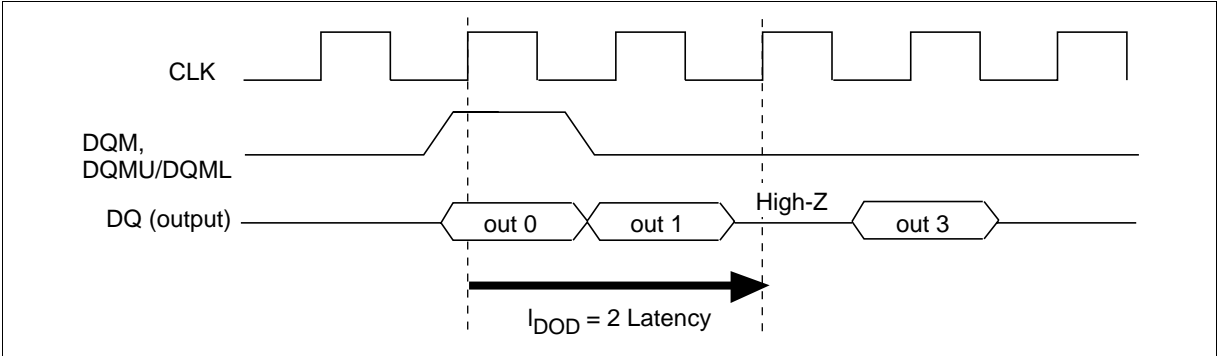 CLK
DQM,
DQMU/DQML
DQ (output)
out 0
out 1
High-Z
out 3
lDOD = 2 Latency